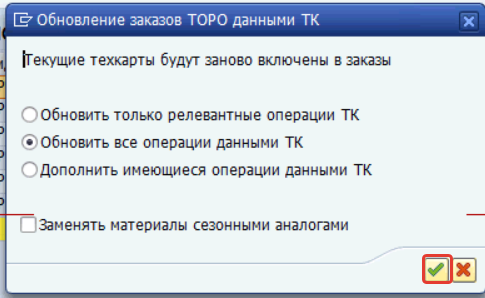 Обновление заказов ТОРО данными ТК
Текущие техкарты будут заново включены в заказы
Обновить только релевантные операции ТК
Обновить все операции данными ТК
Дополнить имеющиеся операции данными ТК
Заменять материалы сезонными аналогами